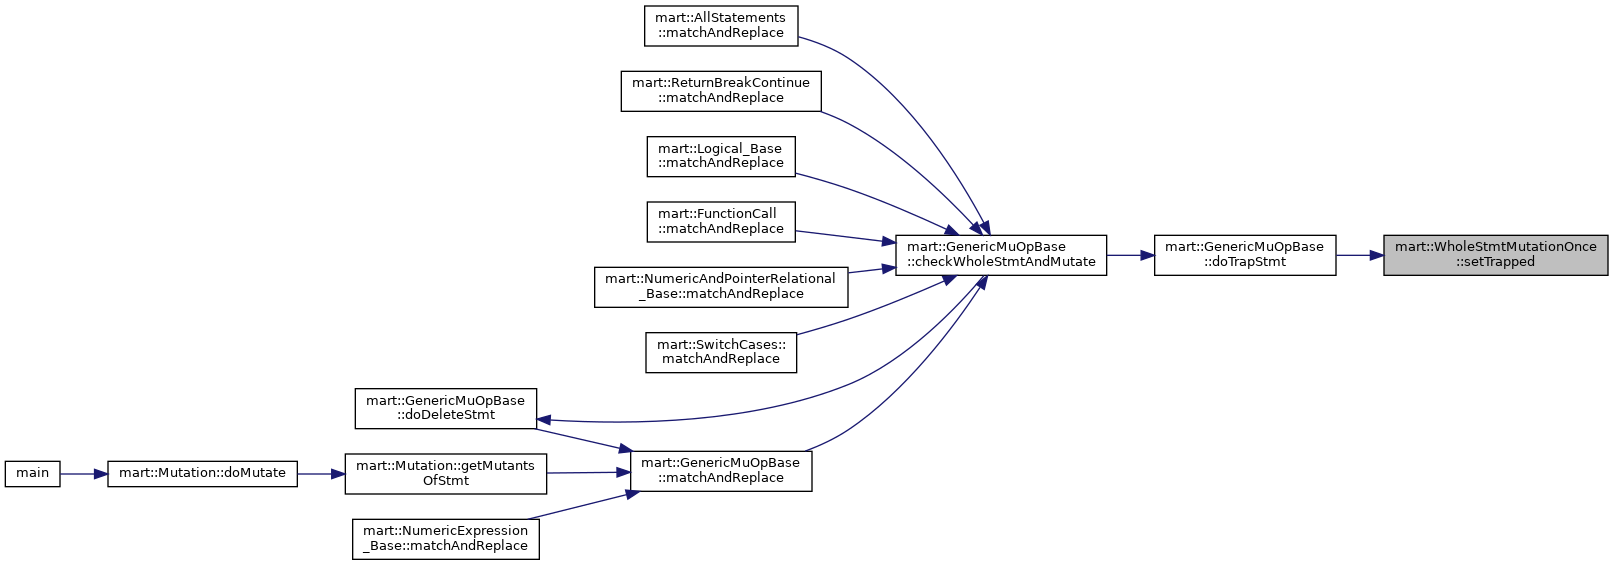 mart::AllStatements
::matchAndReplace
mart::ReturnBreakContinue
::matchAndReplace
mart::Logical_Base
::matchAndReplace
mart::FunctionCall
::matchAndReplace
mart::GenericMuOpBase
::checkWholeStmtAndMutate
mart::GenericMuOpBase
::doTrapStmt
mart::WholeStmtMutationOnce
::setTrapped
mart::NumericAndPointerRelational
_Base::matchAndReplace
mart::SwitchCases::
matchAndReplace
mart::GenericMuOpBase
::doDeleteStmt
main
mart::Mutation::doMutate
mart::Mutation::getMutants
OfStmt
mart::GenericMuOpBase
::matchAndReplace
mart::NumericExpression
_Base::matchAndReplace